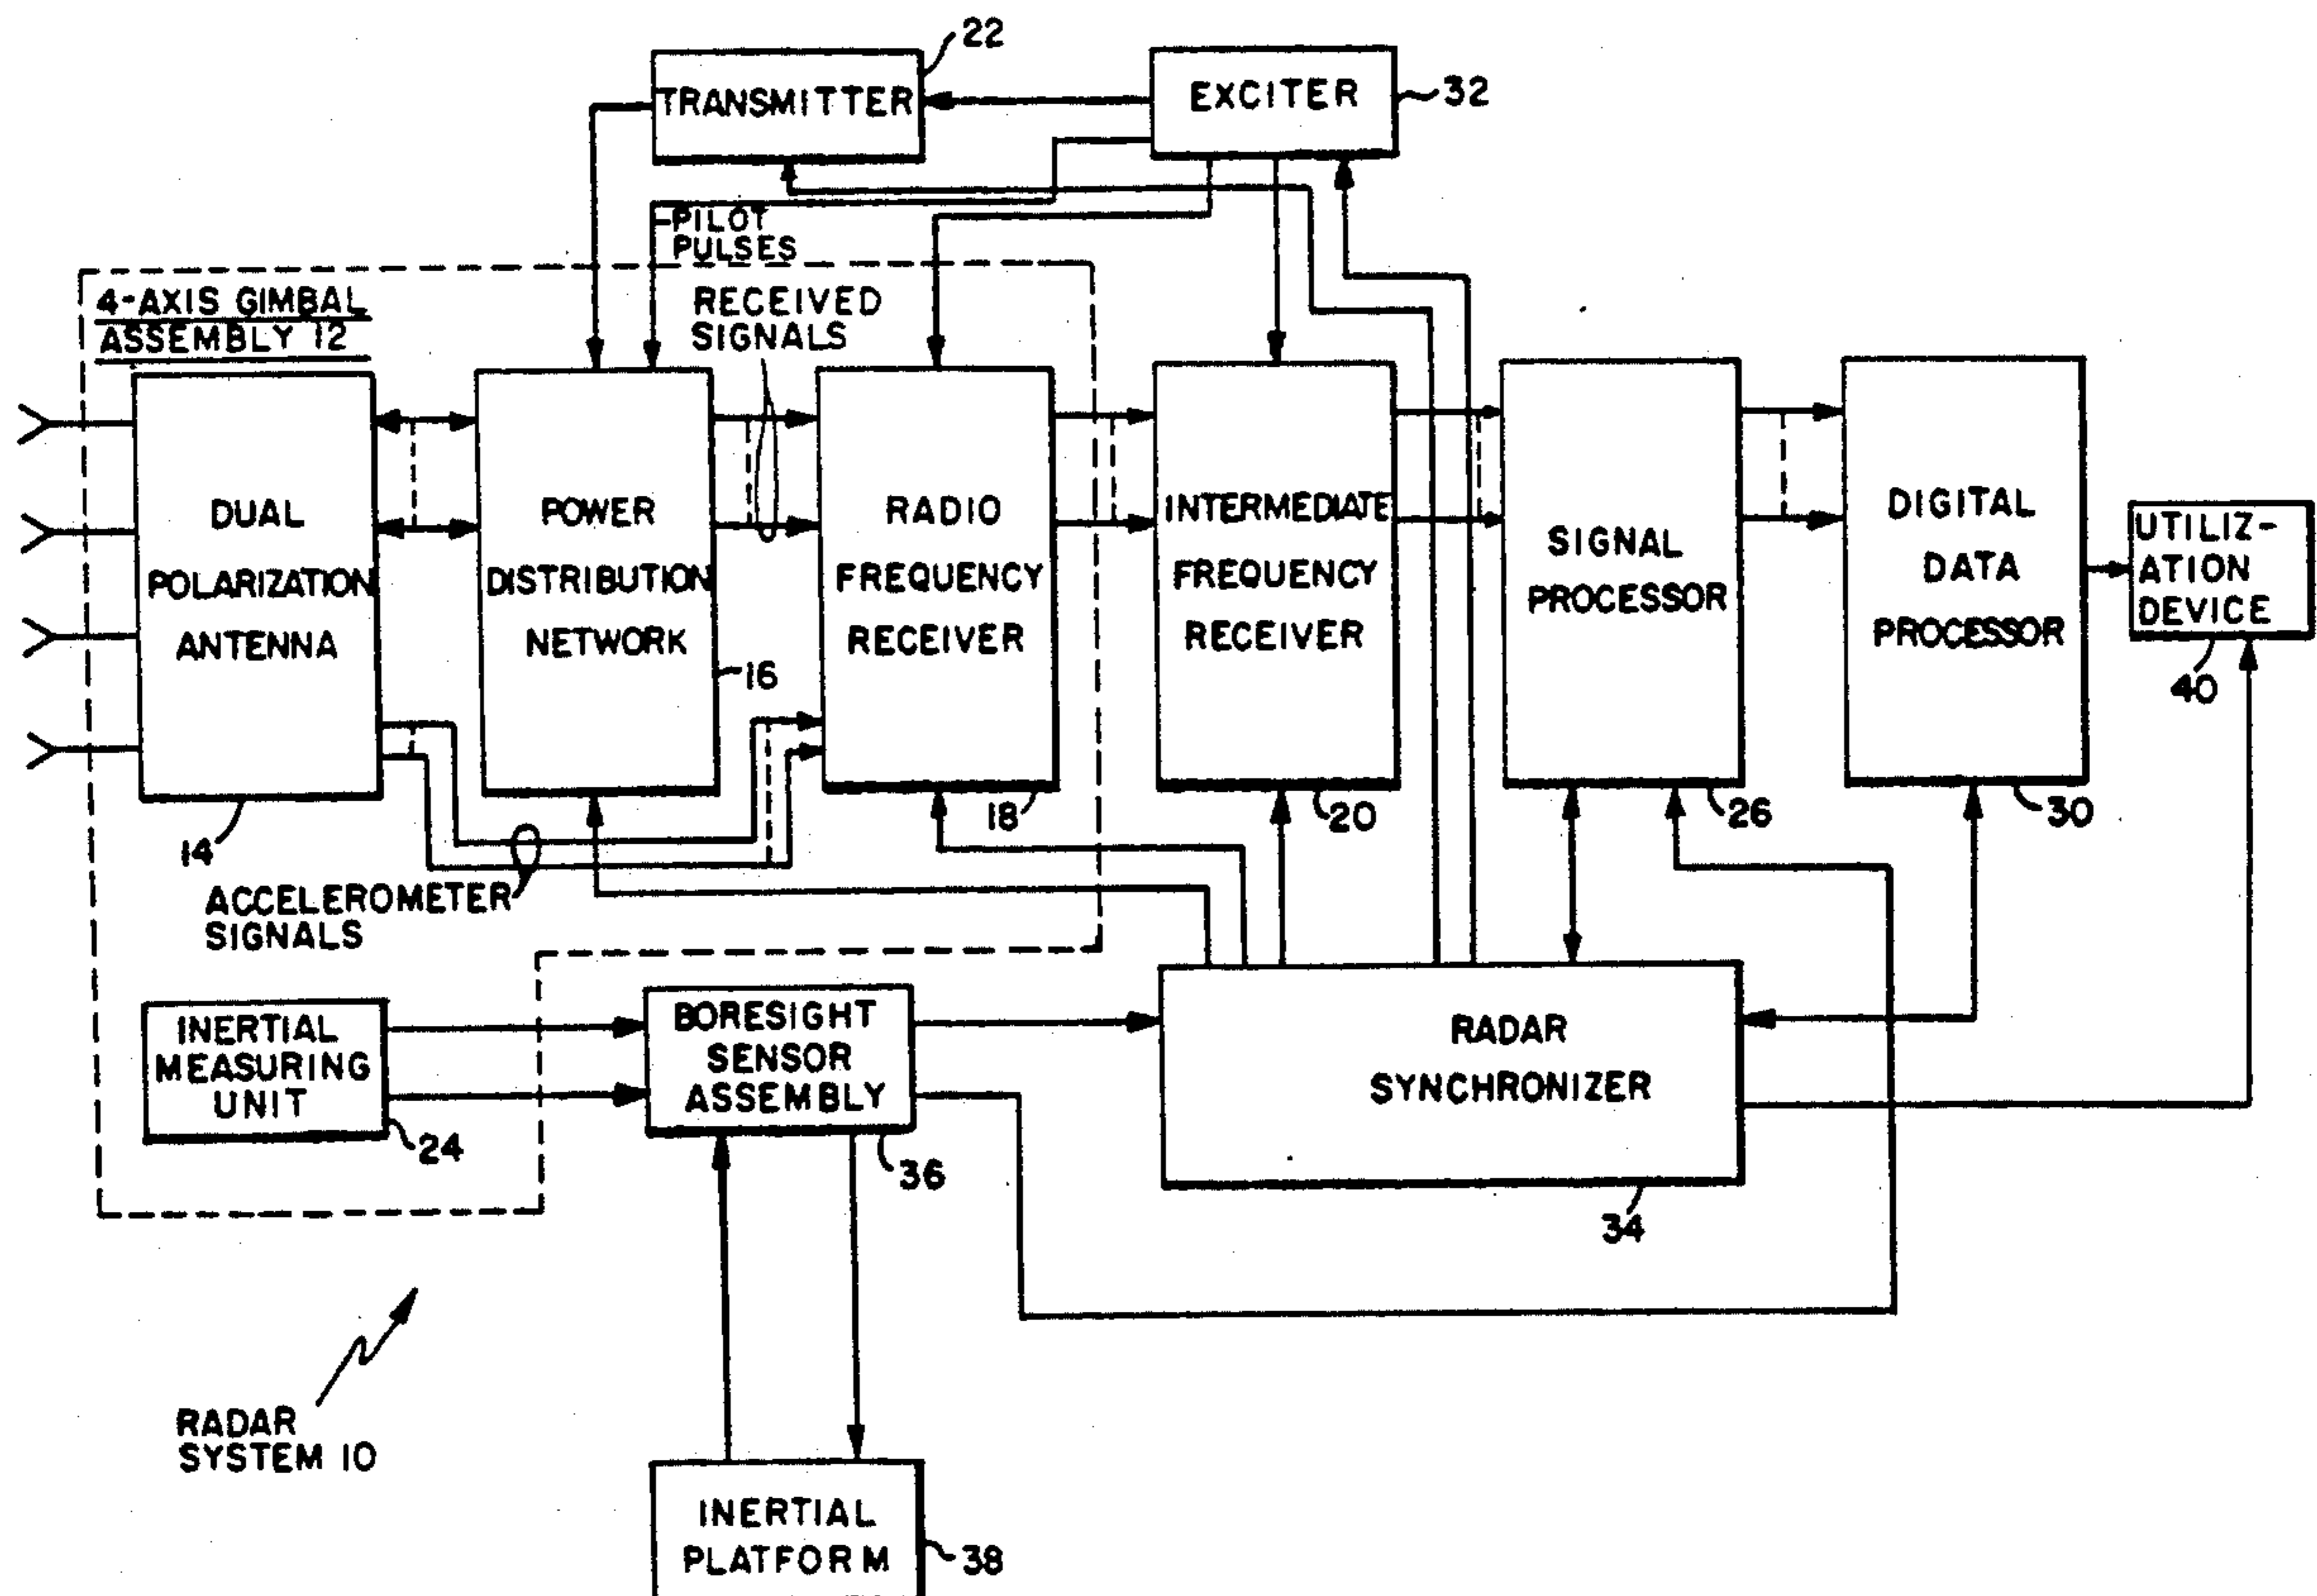 22
TRANSMITTER
EXCITER
32
PILOT
PULSES
4-AXIS GIMBAL
ASSEMBLY 12
RECEIVED
SIGNALS
DUAL
POLARIZATION
ANTENNA
14
POWER
DISTRIBUTION
NETWORK
16
RADIO
FREQUENCY
RECEIVER
18
INTERMEDIATE
FREQUENCY
RECEIVER
20
SIGNAL
PROCESSOR
26
DIGITAL
DATA
PROCESSOR
30
UTILIZ-
ATION
DEVICE
40
ACCELEROMETER
SIGNALS
INERTIAL
MEASURING
UNIT
24
BORESIGHT
SENSOR
ASSEMBLY
36
RADAR
SYNCHRONIZER
34
RADAR
SYSTEM 10
INERTIAL
PLATFORM
38